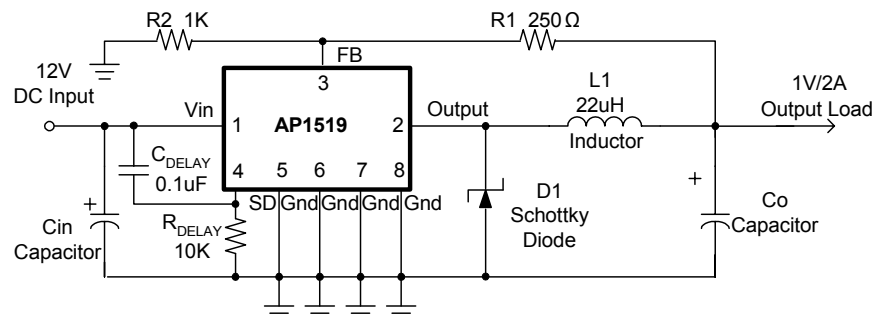 R2 1K
R1 250Ω
FB
12V
DC Input
Vin
3
1
AP1519
2
Output
L1
22uH
Inductor
1V/2A
Output Load
CDELAY
0.1uF
4
5
6
7
8
SD
Gnd
Gnd
Gnd
Gnd
+
Cin
Capacitor
RDELAY
10K
D1
Schottky
Diode
+
Co
Capacitor